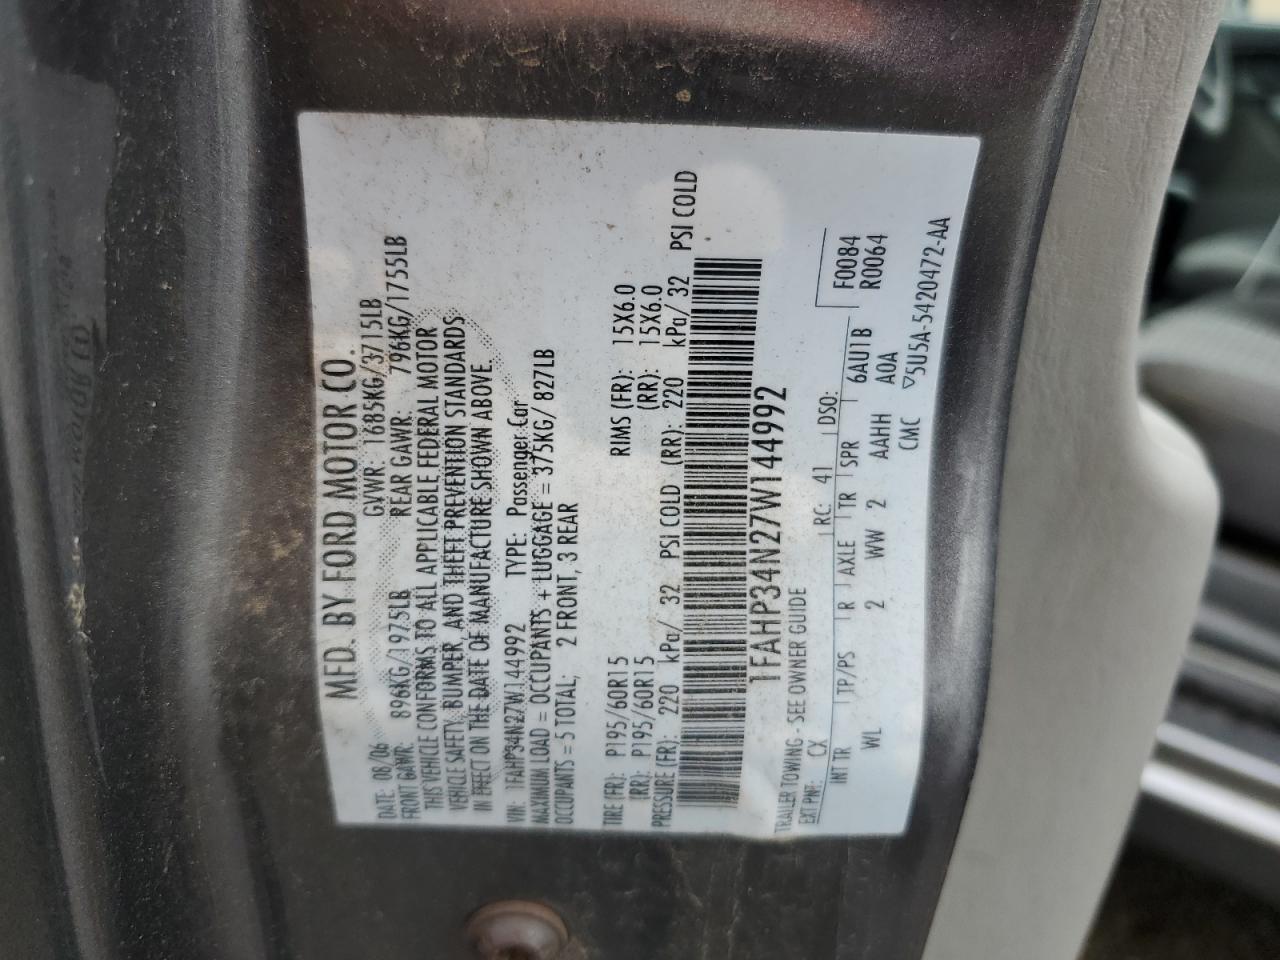 MFD. BY FORD MOTOR CO.
DATE: 08/06 GVWR: 1685KG/3715LB
FRONT GAWR: 896KG/1975LB REAR GAWR: 796KG/1755LB
THIS VEHICLE CONFORMS TO ALL APPLICABLE FEDERAL MOTOR
VEHICLE SAFETY, BUMPER, AND THEFT PREVENTION STANDARDS
IN EFFECT ON THE DATE OF MANUFACTURE SHOWN ABOVE.
VIN: 1FAHP34N27W144992 TYPE: Passenger Car
MAXIMUM LOAD = OCCUPANTS + LUGGAGE = 375KG/ 827LB
OCCUPANTS = 5 TOTAL; 2 FRONT, 3 REAR
TIRE (FR): P195/60R15 RIMS (FR): 15X6.0
(RR): P195/60R15 (RR): 15X6.0
PRESSURE (FR): 220 kPa/ 32 PSI COLD (RR): 220 kPa/ 32 PSI COLD
1FAHP34N27W144992
TRAILER TOWING - SEE OWNER GUIDE
EXT PNT: CX RC: 41 DSO: F0084
INT TR TP/PS R AXLE TR SPR 6AU1B R0064
WL 2 WW 2 AAHH A0A
CMC ▽5U5A-5420472-AA